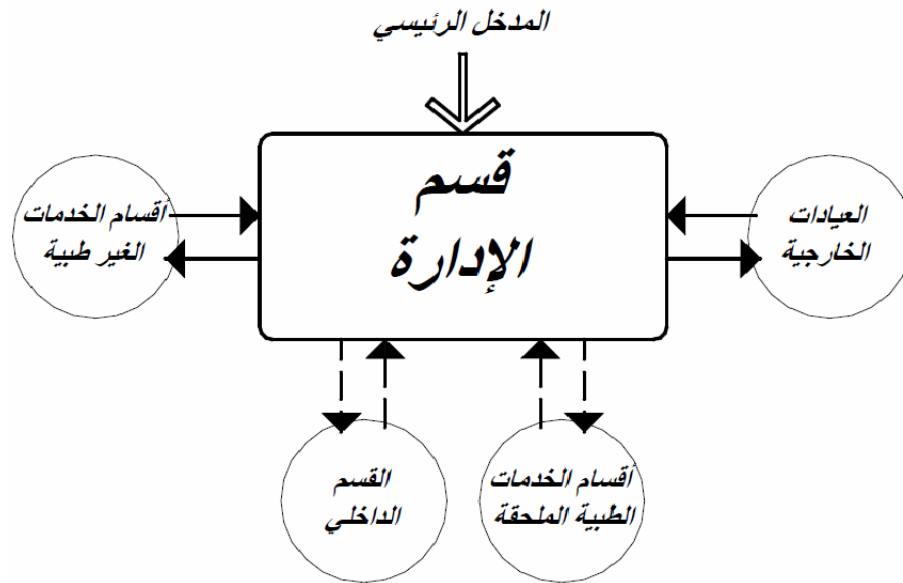 المدخل الرئيسي
قسم
الإدارة
العيادات
الخارجية
أقسام الخدمات
الغير طبية
أقسام الخدمات
الطبية الملحقة
القسم
الداخلي